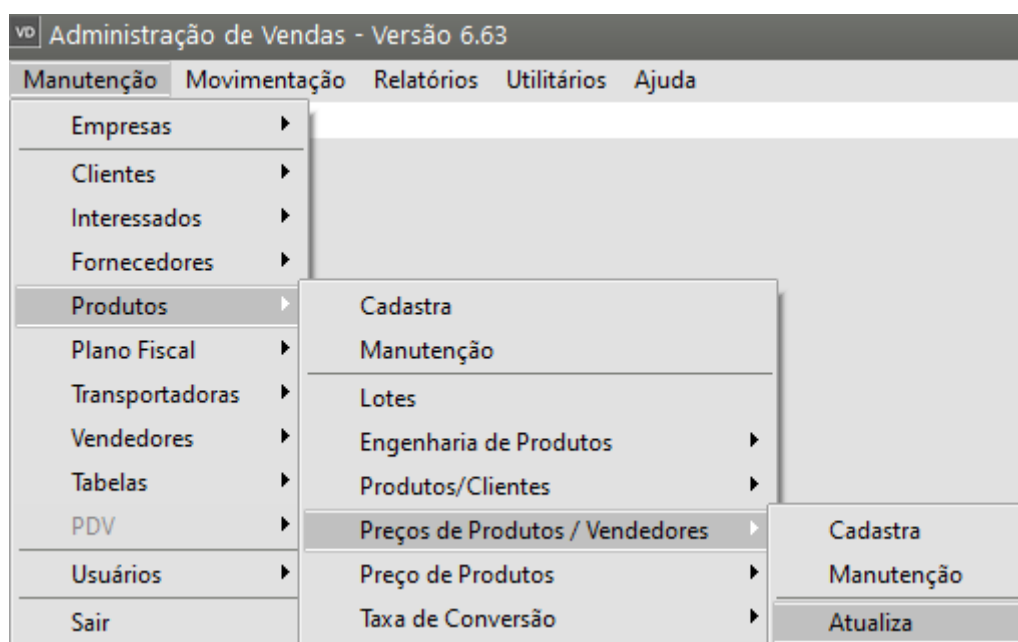 VD Administração de Vendas - Versão 6.63
Manutenção Movimentação Relatórios Utilitários Ajuda
Empresas
Clientes
Interessados
Fornecedores
Produtos
Plano Fiscal
Transportadoras
Vendedores
Tabelas
PDV
Usuários
Sair
Cadastra
Manutenção
Lotes
Engenharia de Produtos
Produtos/Clientes
Preços de Produtos / Vendedores
Preço de Produtos
Taxa de Conversão
Cadastra
Manutenção
Atualiza